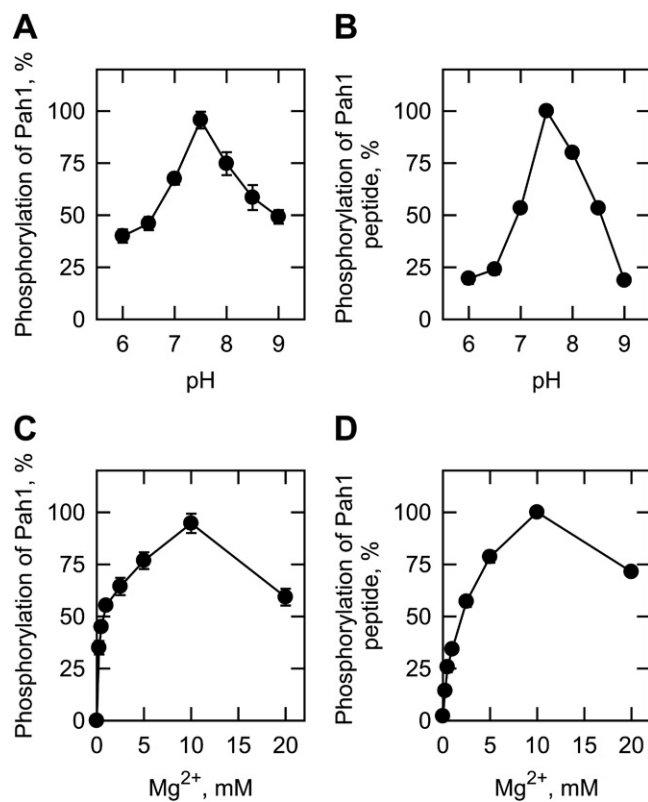 A
B
Phosphorylation of Pah1, %
100
75
50
25
0
6 7 8 9
pH
Phosphorylation of Pah1
peptide, %
100
75
50
25
0
6 7 8 9
pH
C
D
Phosphorylation of Pah1, %
100
75
50
25
0
0 5 10 15 20
Mg²⁺, mM
Phosphorylation of Pah1
peptide, %
100
75
50
25
0
0 5 10 15 20
Mg²⁺, mM